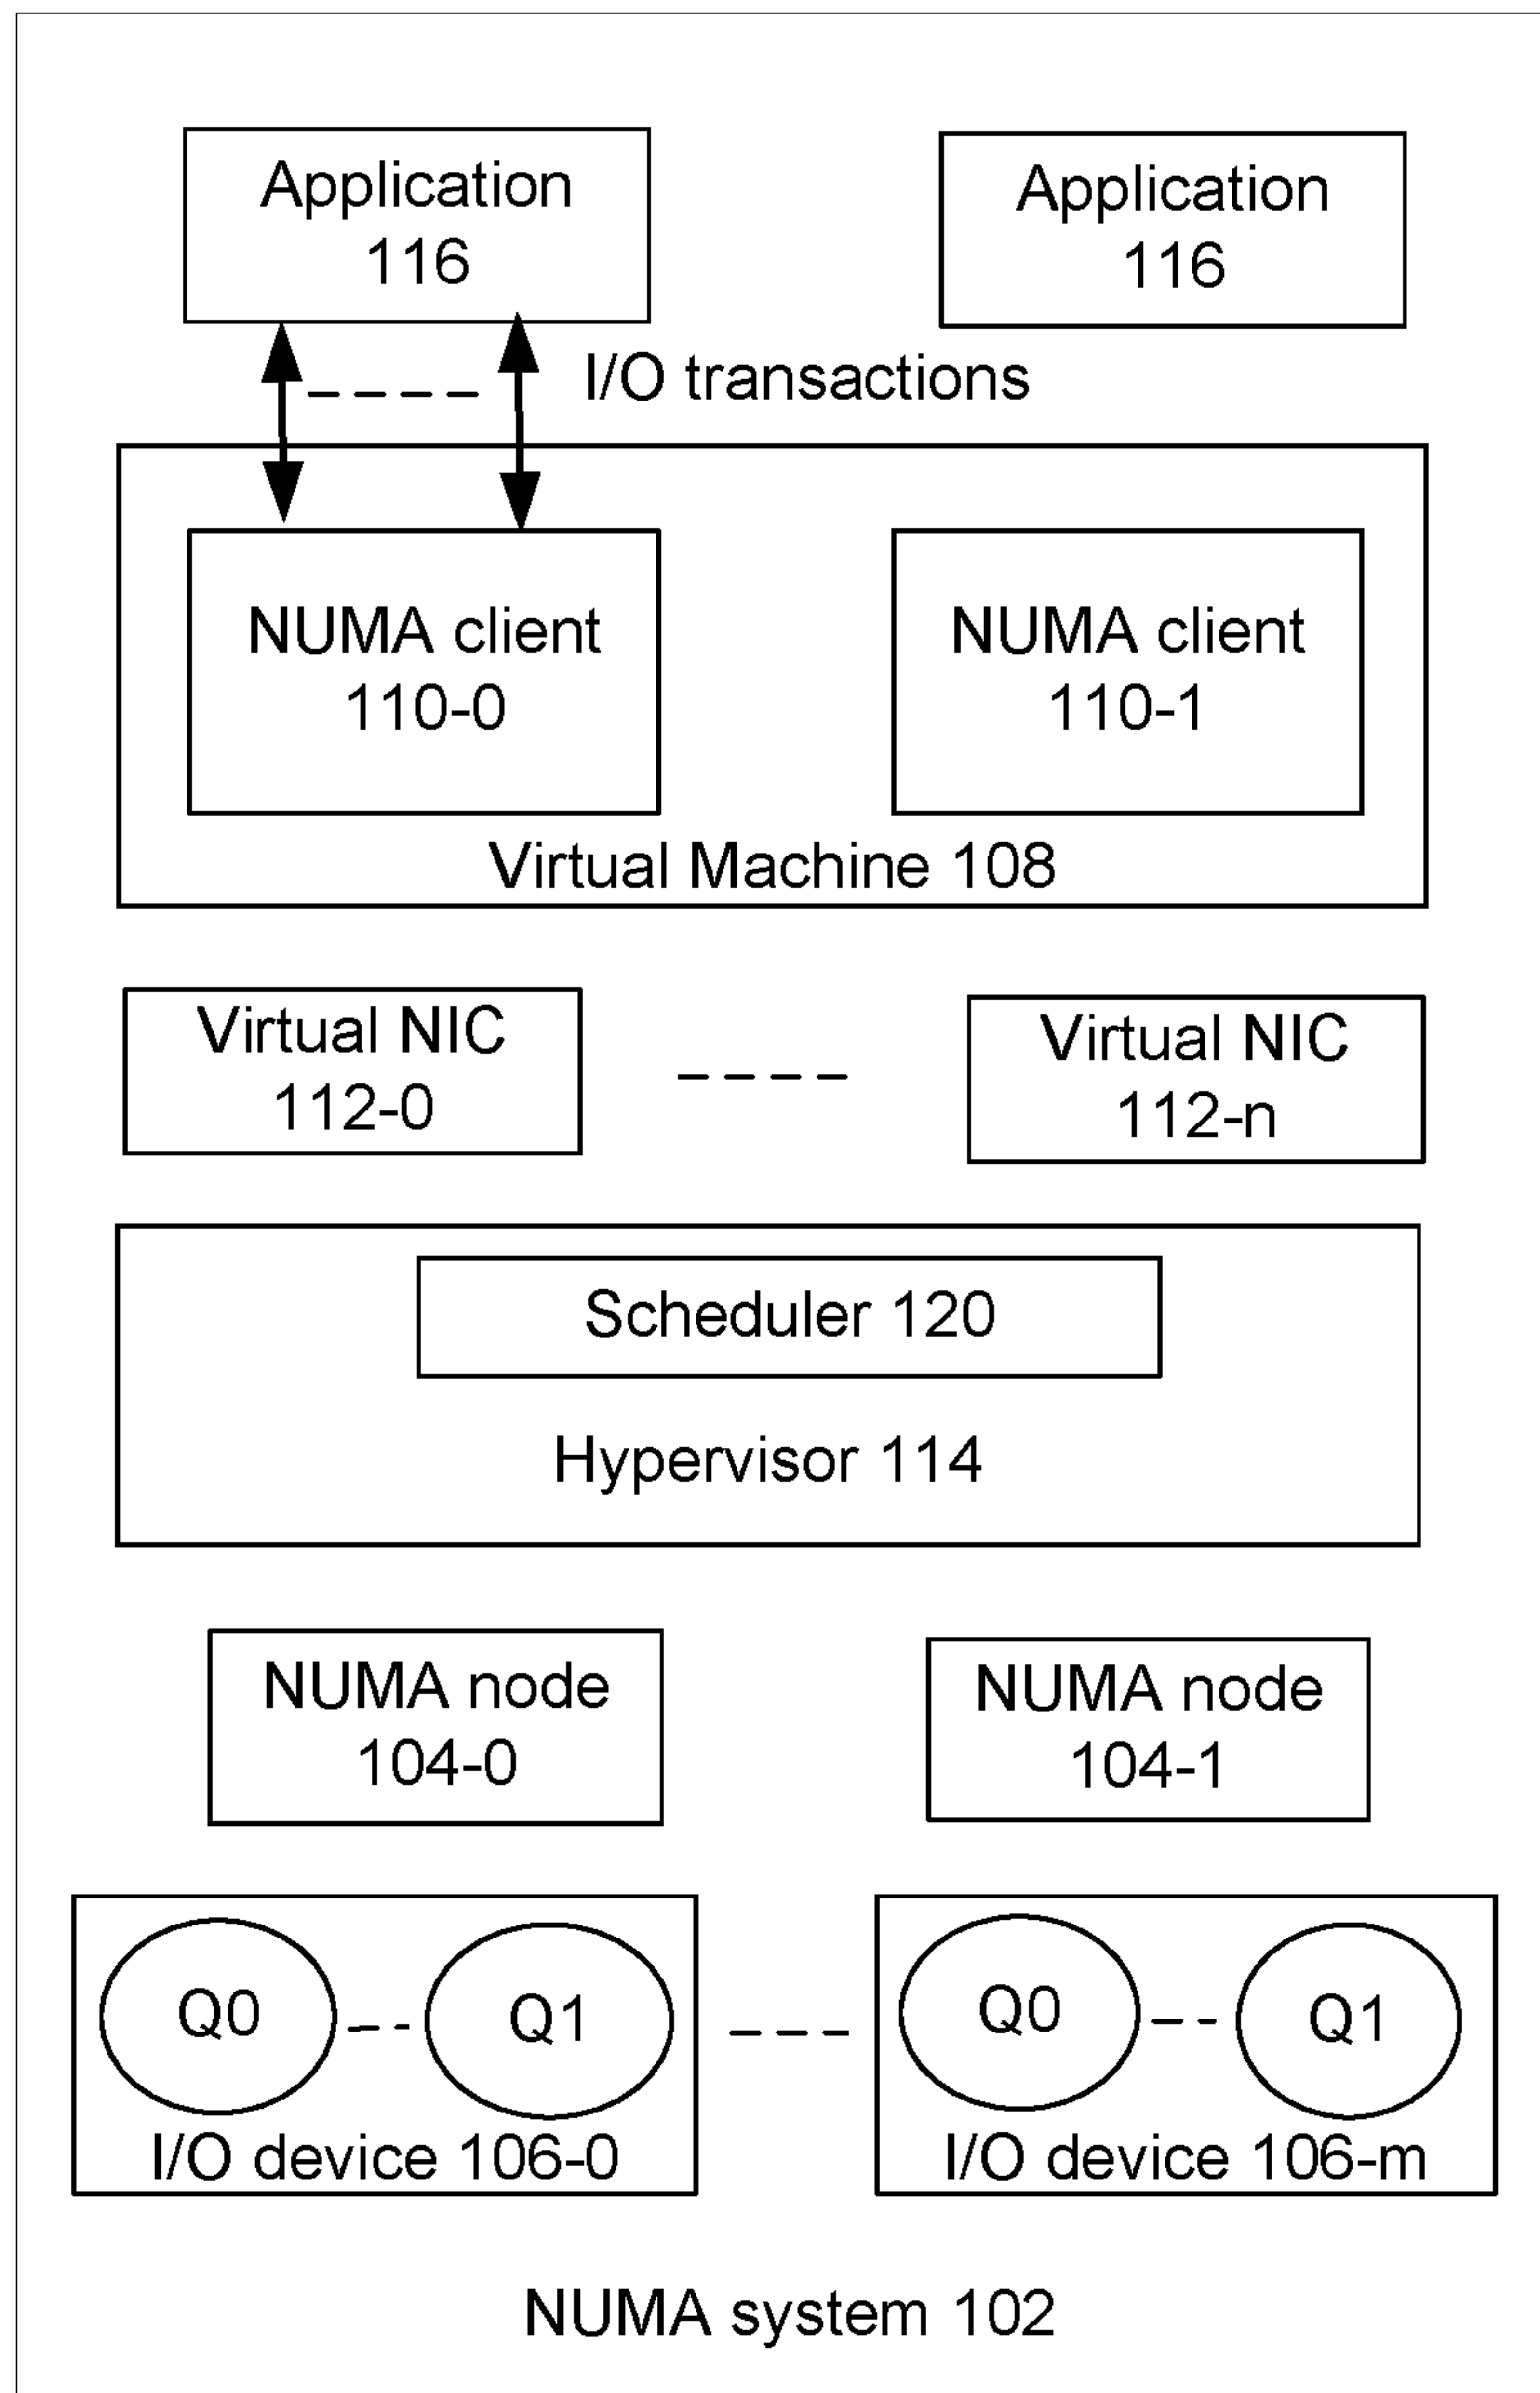 Application
116
Application
116
I/O transactions
NUMA client
110-0
NUMA client
110-1
Virtual Machine 108
Virtual NIC
112-0
Virtual NIC
112-n
Scheduler 120
Hypervisor 114
NUMA node
104-0
NUMA node
104-1
Q0
Q1
Q0
Q1
I/O device 106-0
I/O device 106-m
NUMA system 102